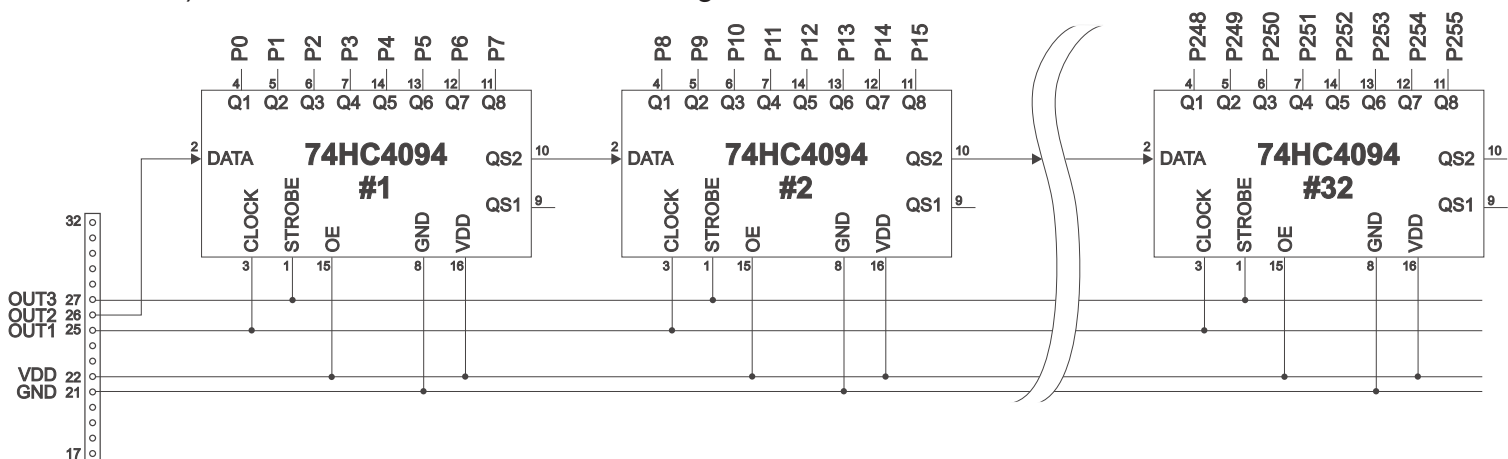 P0 P1 P2 P3 P4 P5 P6 P7
4 5 6 7 14 13 12 11
Q1 Q2 Q3 Q4 Q5 Q6 Q7 Q8
2 DATA 74HC4094 QS2 10
#1 QS1 9
CLOCK STROBE OE GND VDD
3 1 15 8 16
P8 P9 P10 P11 P12 P13 P14 P15
4 5 6 7 14 13 12 11
Q1 Q2 Q3 Q4 Q5 Q6 Q7 Q8
2 DATA 74HC4094 QS2 10
#2 QS1 9
CLOCK STROBE OE GND VDD
3 1 15 8 16
P248 P249 P250 P251 P252 P253 P254 P255
4 5 6 7 14 13 12 11
Q1 Q2 Q3 Q4 Q5 Q6 Q7 Q8
2 DATA 74HC4094 QS2 10
#32 QS1 9
CLOCK STROBE OE GND VDD
3 1 15 8 16
32
OUT3 27
OUT2 26
OUT1 25
VDD 22
GND 21
17